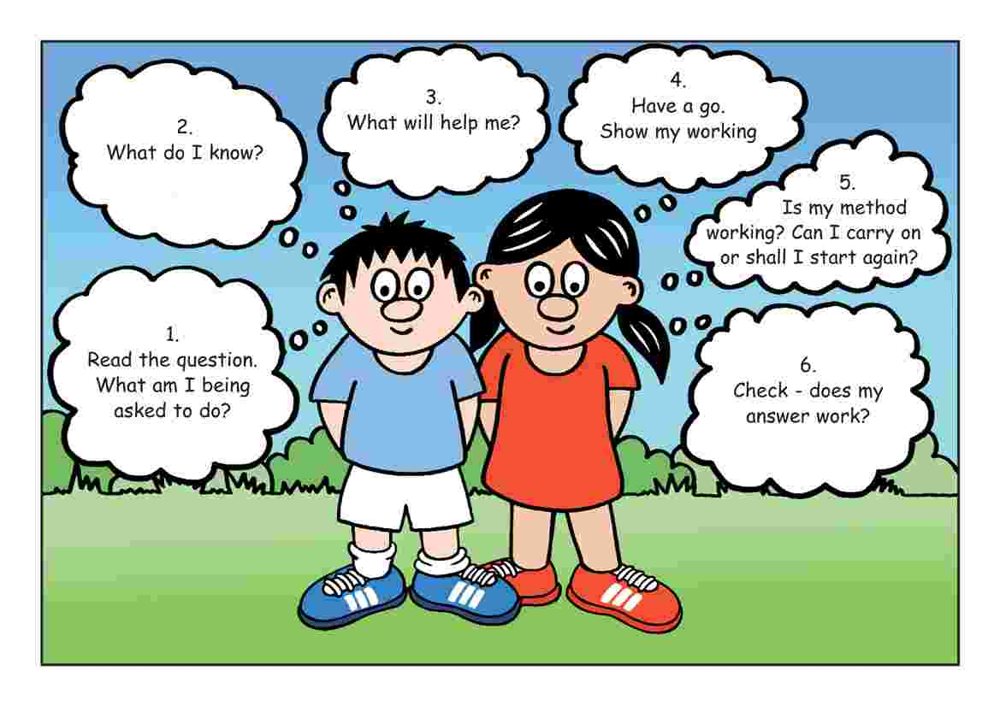 1.
Read the question.
What am I being
asked to do?
2.
What do I know?
3.
What will help me?
4.
Have a go.
Show my working
5.
Is my method
working? Can I carry on
or shall I start again?
6.
Check - does my
answer work?